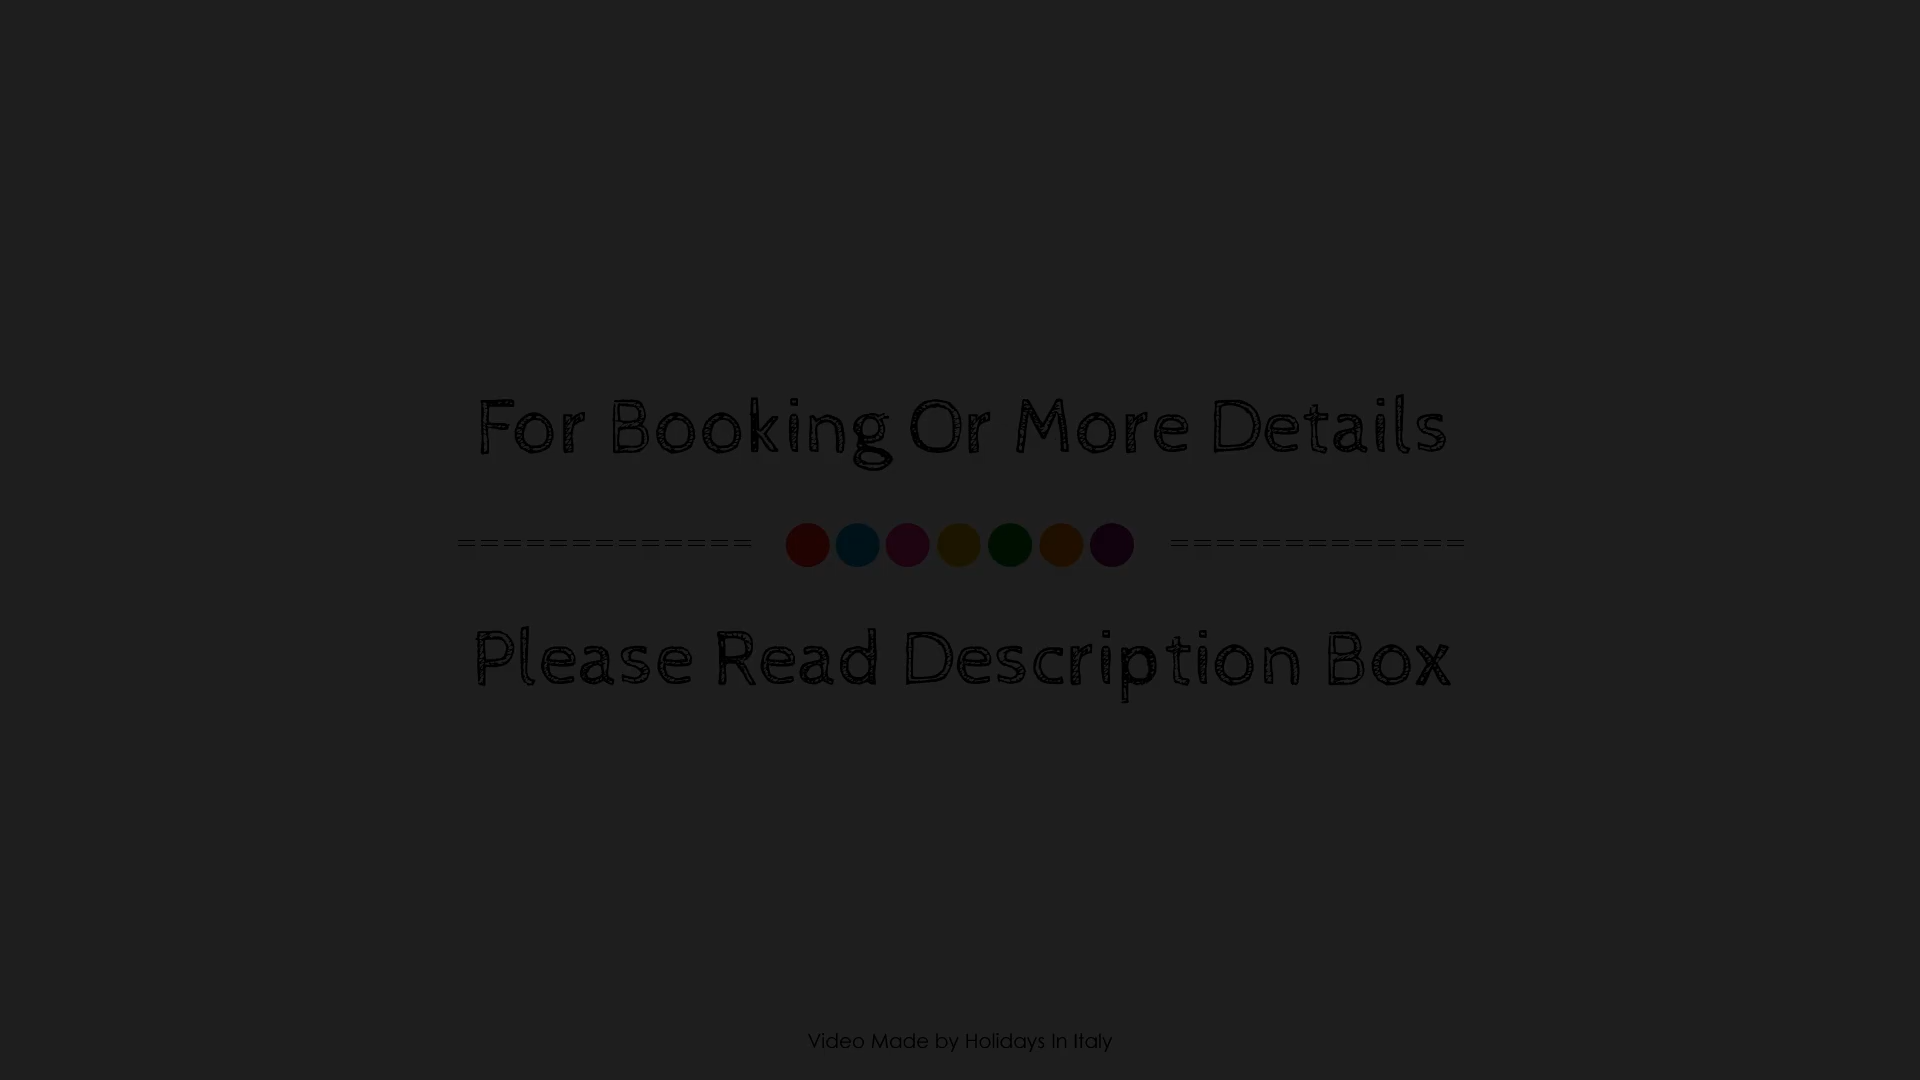 For Booking Or More Details
============= =============
Please Read Description Box
Video Made by Holidays In Italy